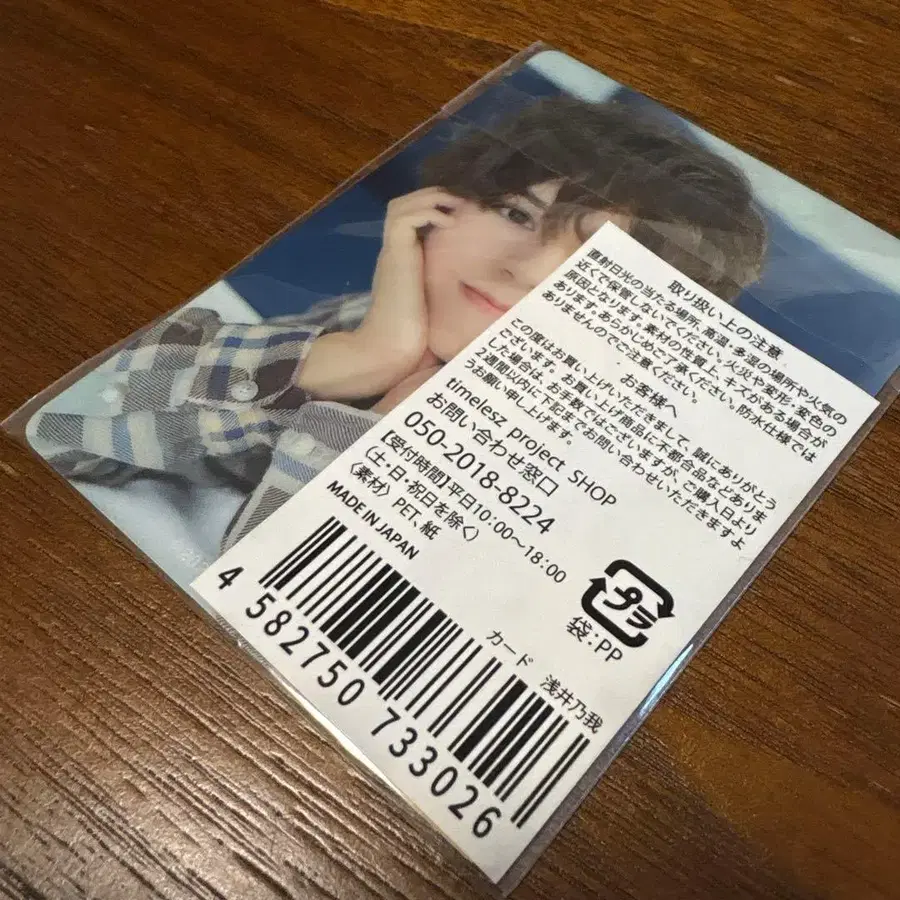 取り扱い上の注意
直射日光の当たる場所、高温・多湿の場所や火気の
近くで保管しないでください。火災や変形・変色の
原因となります。素材の性質上、キズがある場合が
あります。あらかじめご了承ください。防水仕様では
ありませんのでご注意ください。
お客様へ
この度はお買い上げいただきまして、誠にありがとう
ございます。お買い上げ商品に不都合などありま
した場合は、お手数ではございますが、ご購入日より
2週間以内に下記までお問い合わせいただきますよ
うお願い申し上げます。
timelesz project SHOP
お問い合わせ窓口
050-2018-8224
【受付時間】平日10:00～18:00
(土・日・祝日を除く)
〈素材〉PET、紙
MADE IN JAPAN
プラ
袋:PP
カード 浅井乃我
4 582750 733026